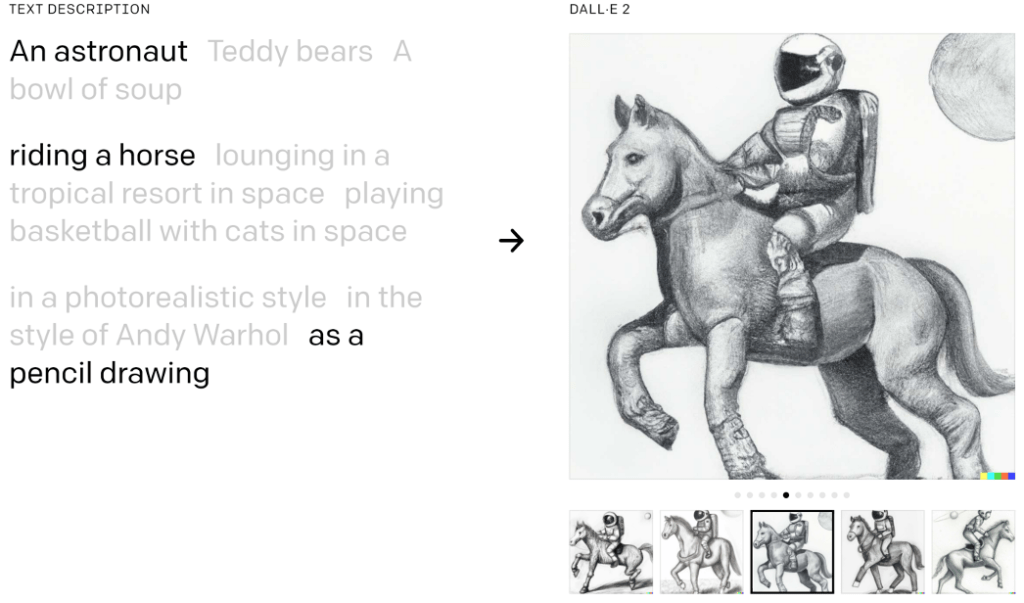 TEXT DESCRIPTION
An astronaut Teddy bears A
bowl of soup
riding a horse lounging in a
tropical resort in space playing
basketball with cats in space
in a photorealistic style in the
style of Andy Warhol as a
pencil drawing
DALL·E 2